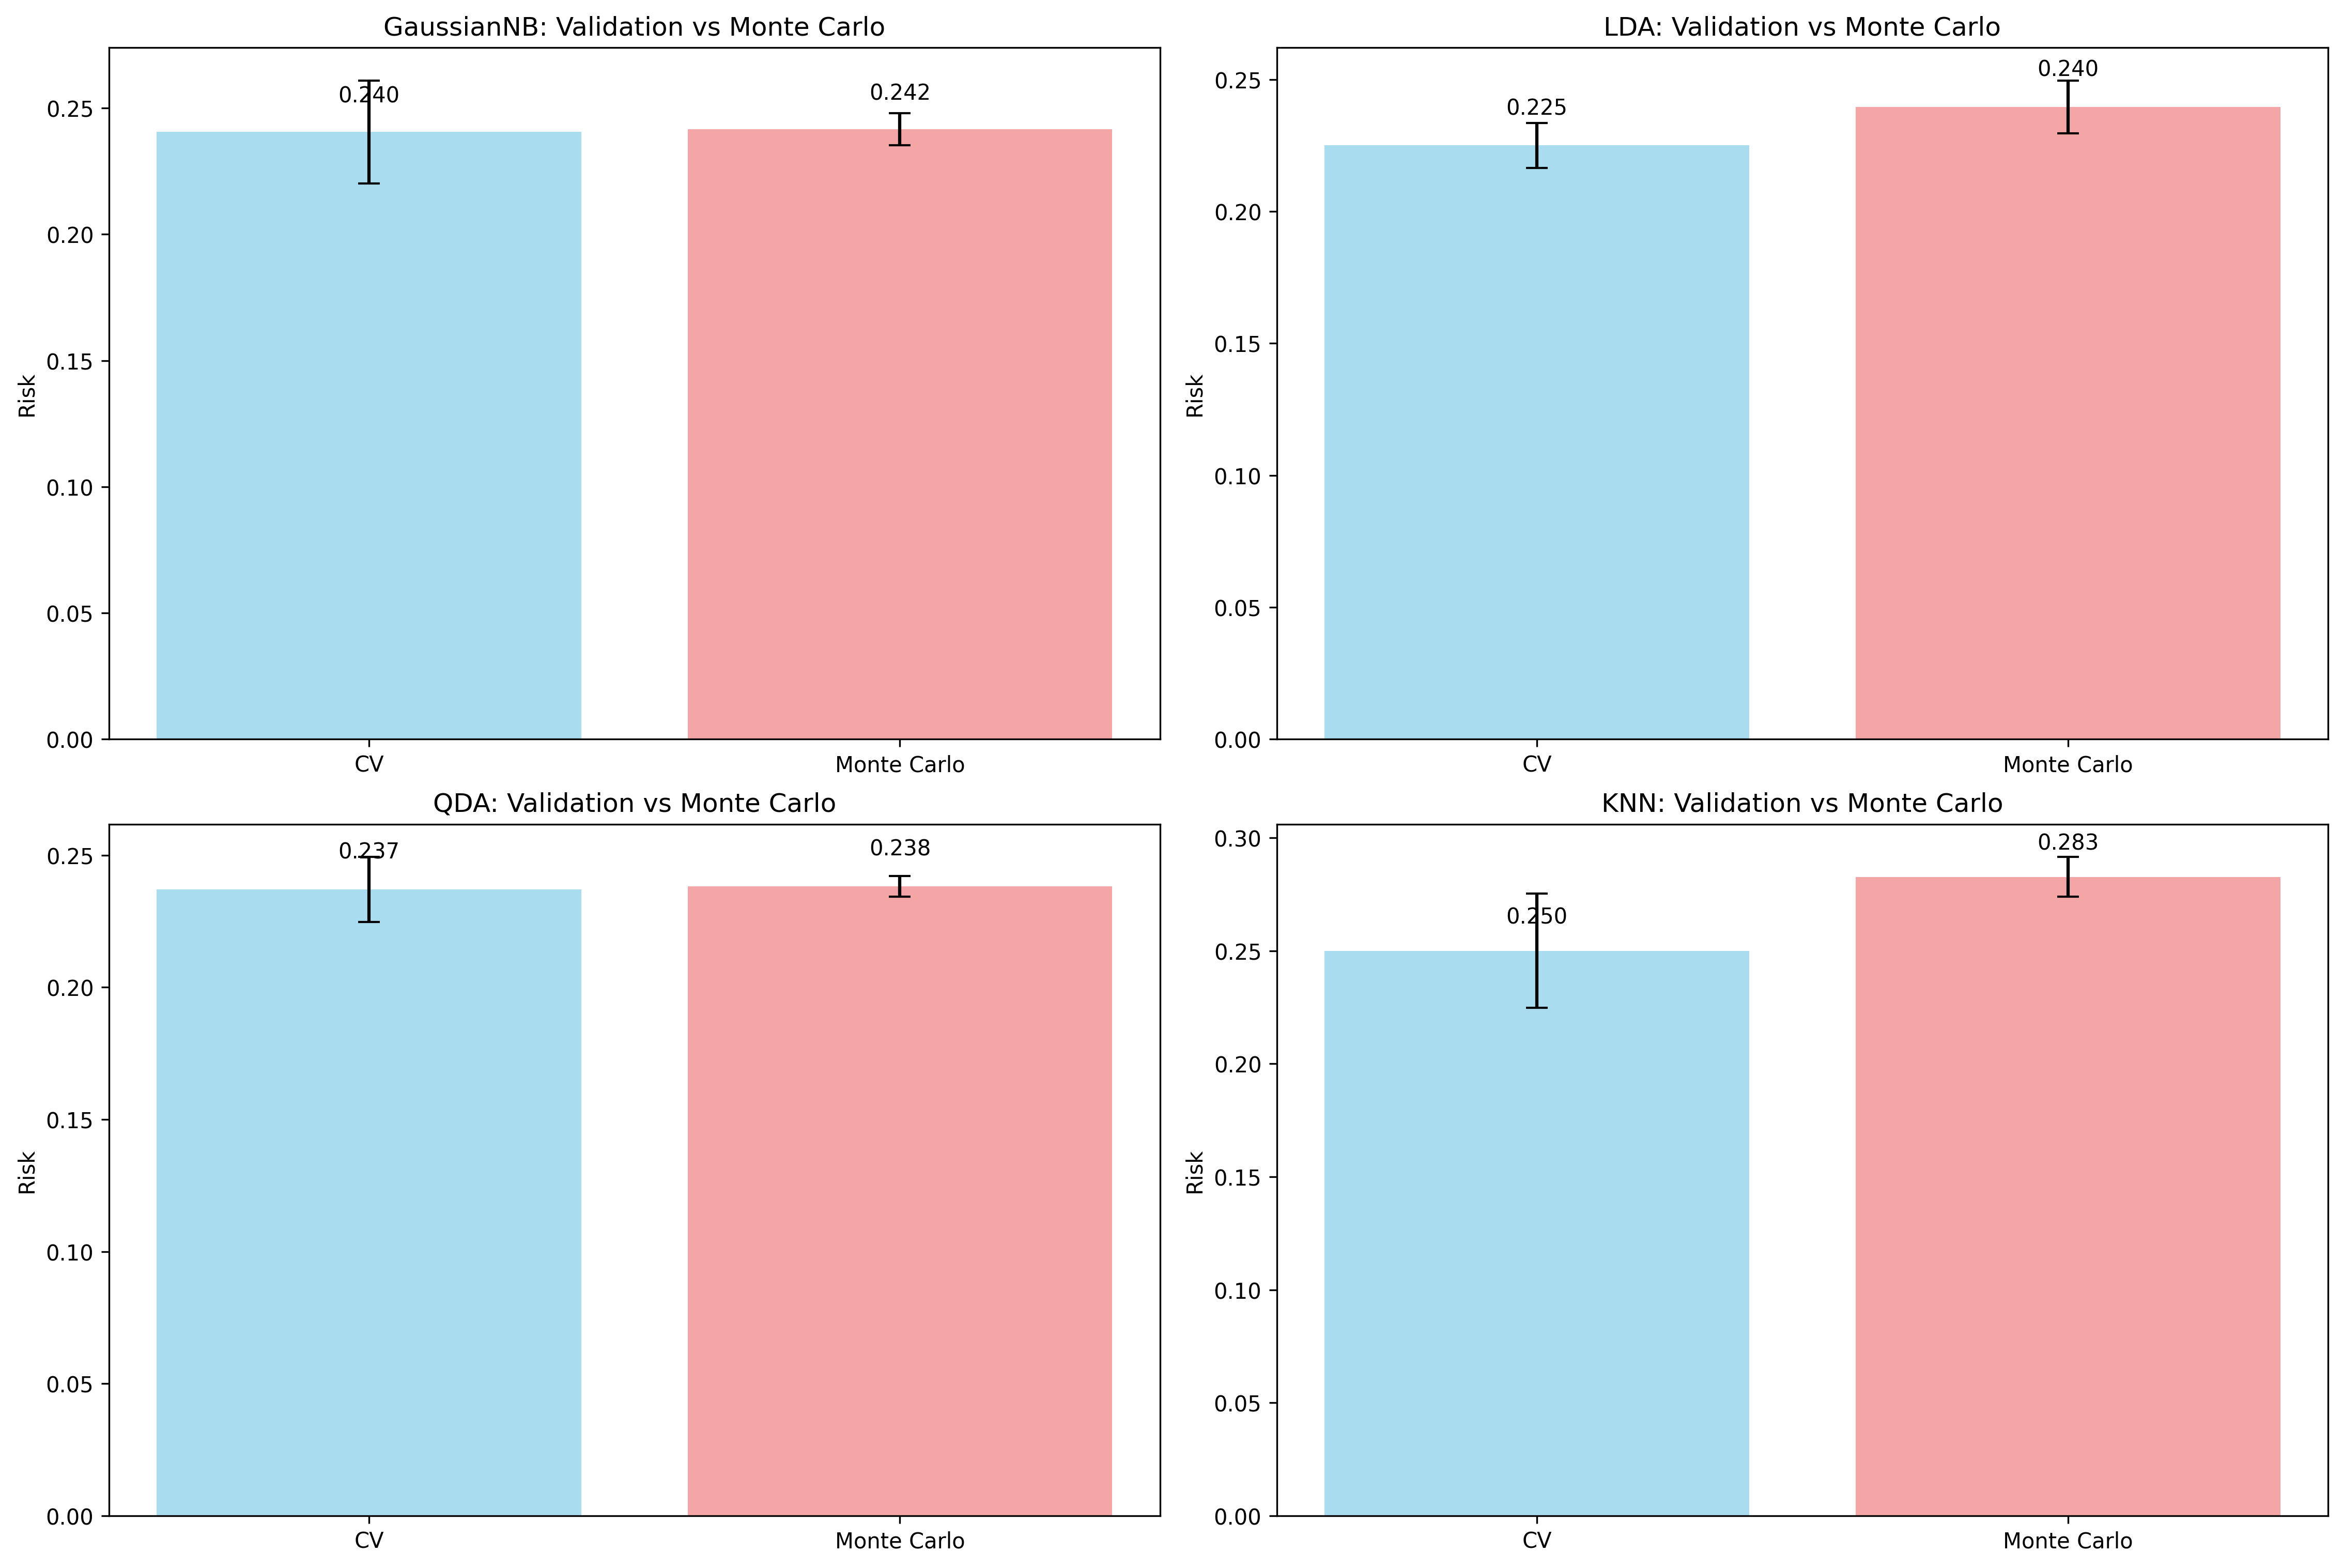 GaussianNB: Validation vs Monte Carlo
0.240
0.242
0.25
0.20
0.15
0.10
0.05
0.00
Risk
CV
Monte Carlo
LDA: Validation vs Monte Carlo
0.225
0.240
0.25
0.20
0.15
0.10
0.05
0.00
Risk
CV
Monte Carlo
QDA: Validation vs Monte Carlo
0.237
0.238
0.25
0.20
0.15
0.10
0.05
0.00
Risk
CV
Monte Carlo
KNN: Validation vs Monte Carlo
0.250
0.283
0.30
0.25
0.20
0.15
0.10
0.05
0.00
Risk
CV
Monte Carlo